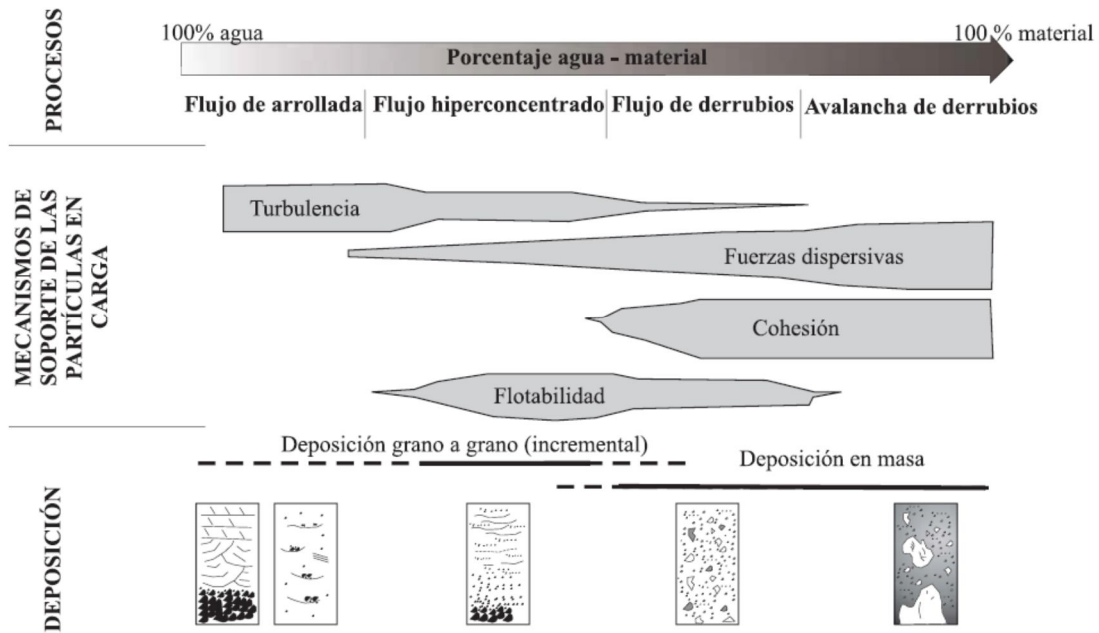 PROCESOS
100% agua
100 % material
Porcentaje agua - material
Flujo de arrollada
Flujo hiperconcentrado
Flujo de derrubios
Avalancha de derrubios
MECANISMOS DE
SOPORTE DE LAS
PARTÍCULAS EN
CARGA
Turbulencia
Fuerzas dispersivas
Cohesión
Flotabilidad
DEPOSICIÓN
Deposición grano a grano (incremental)
Deposición en masa